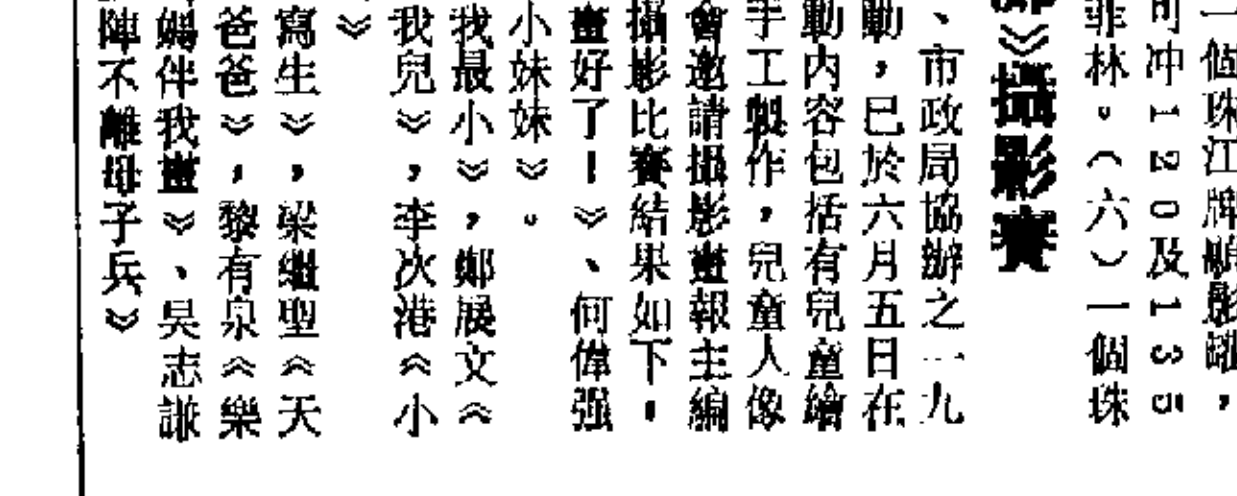 一個珠江牌顯影罐，
可冲120及135
菲林。（六）一個珠
》攝影賽
、市政局協辦之一九
動，已於六月五日在
動內容包括有兒童繪
手工製作，兒童人像
會邀請攝影畫報主編
攝影比賽結果如下：
畫好了！》、何偉强
小妹妹》。
我最小》，鄭展文《
我兒》，李次港《小
》
寫生》，梁繼聖《天
爸爸》，黎有泉《樂
媽伴我畫》、吳志謙
陣不離母子兵》